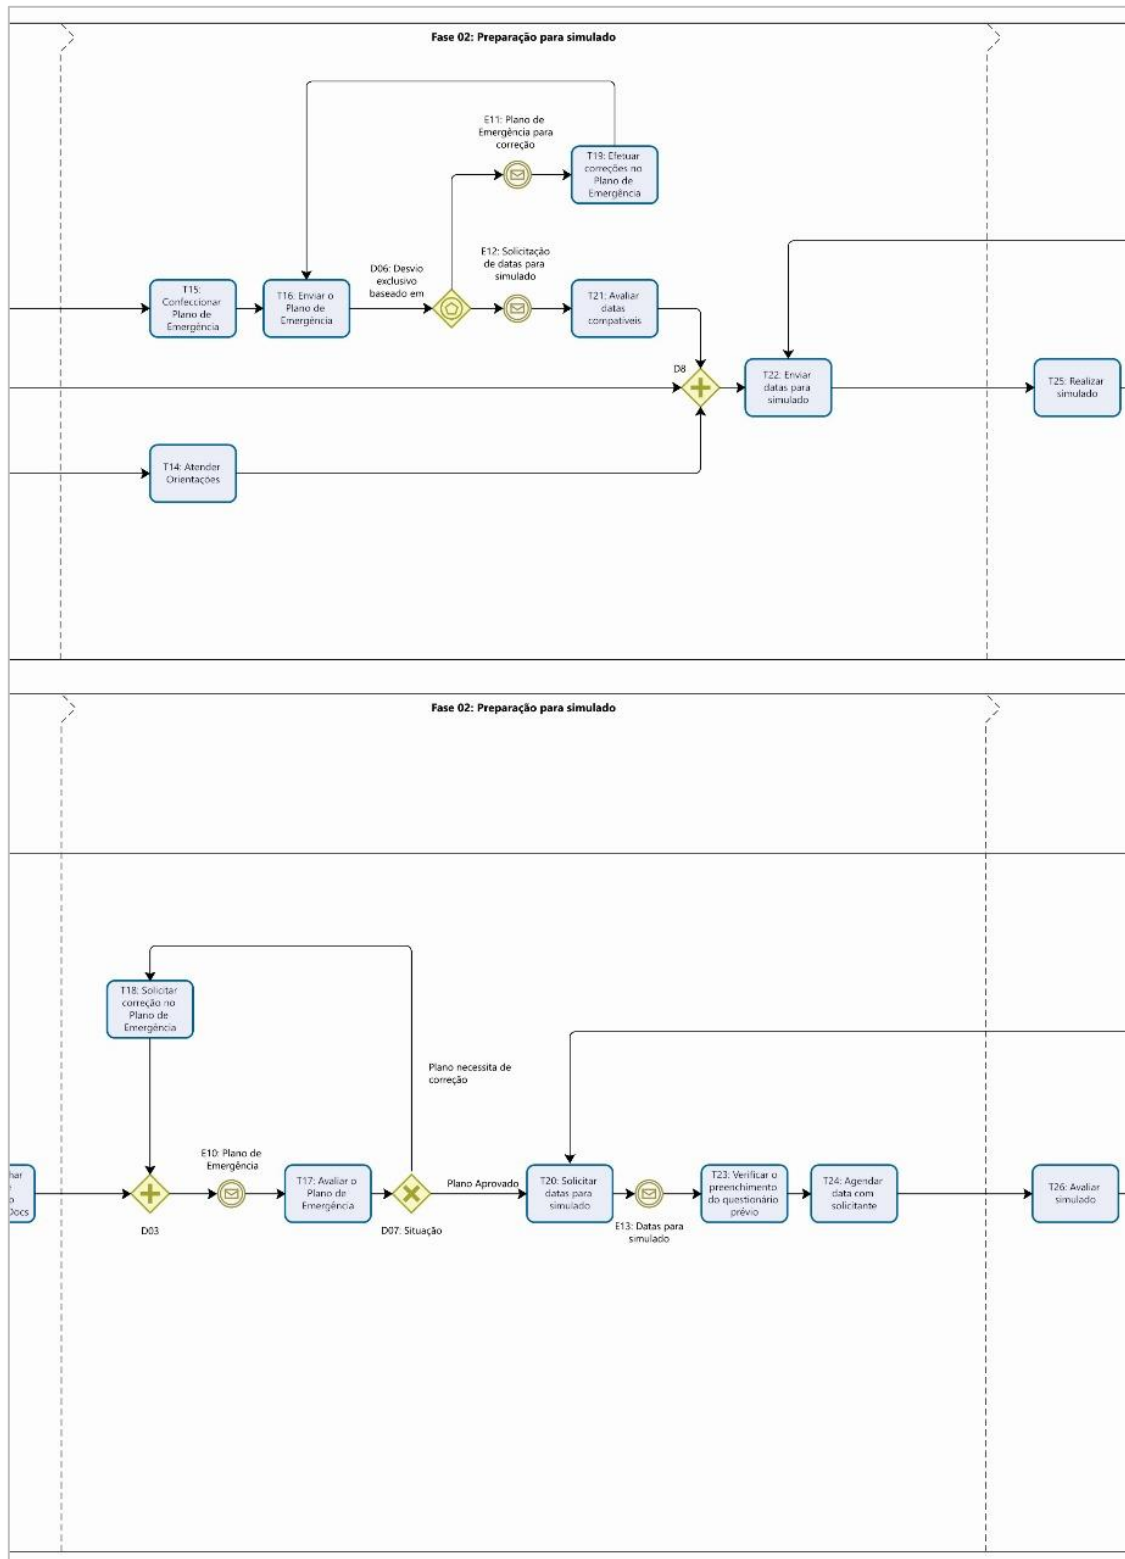 Fase 02: Preparação para simulado
E11: Plano de
Emergência para
correção
T19: Efetuar
correções no
Plano de
Emergência
E12: Solicitação
de datas para
simulado
D06: Desvio
exclusivo
baseado em
T15:
Confeccionar
Plano de
Emergência
T16: Enviar o
Plano de
Emergência
T21: Avaliar
datas
compatíveis
D8
T22: Enviar
datas para
simulado
T25: Realizar
simulado
T14: Atender
Orientações
Fase 02: Preparação para simulado
T18: Solicitar
correção no
Plano de
Emergência
Plano necessita de
correção
E10: Plano de
Emergência
har
e
o
Docs
T17: Avaliar o
Plano de
Emergência
Plano Aprovado
T20: Solicitar
datas para
simulado
T23: Verificar o
preenchimento
do questionário
prévio
T24: Agendar
data com
solicitante
T26: Avaliar
simulado
D03
D07: Situação
E13: Datas para
simulado